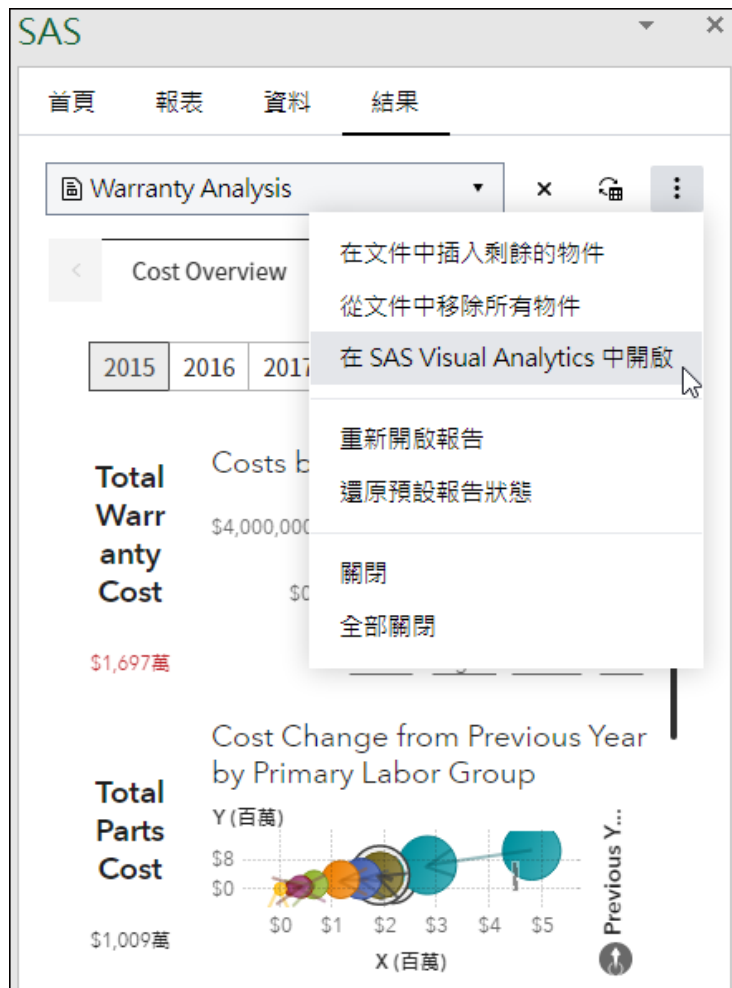 SAS
首頁 報表 資料 結果
Warranty Analysis
Cost Overview
在文件中插入剩餘的物件
從文件中移除所有物件
在 SAS Visual Analytics 中開啟
重新開啟報告
還原預設報告狀態
關閉
全部關閉
2015 2016 2017
Total
Warr
anty
Cost
$1,697萬
Costs b
$4,000,000
$0
Total
Parts
Cost
$1,009萬
Cost Change from Previous Year
by Primary Labor Group
Y (百萬)
$8
$0
$0 $1 $2 $3 $4 $5
X (百萬)
Previous Y...